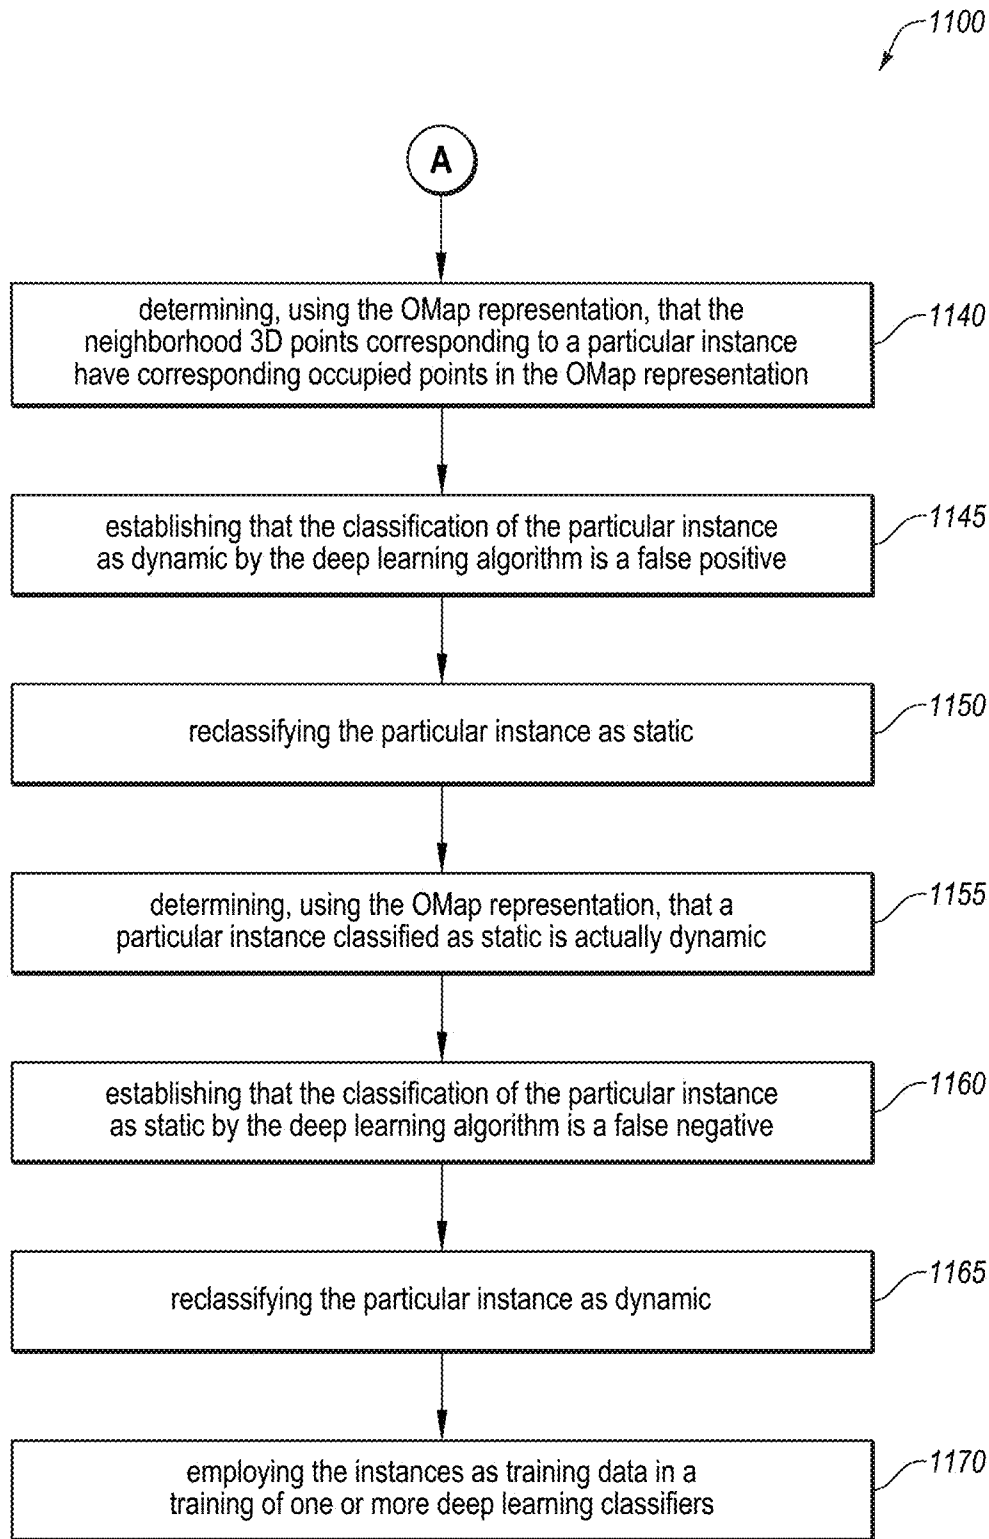 1100
A
determining, using the OMap representation, that the
neighborhood 3D points corresponding to a particular instance
have corresponding occupied points in the OMap representation
1140
establishing that the classification of the particular instance
as dynamic by the deep learning algorithm is a false positive
1145
reclassifying the particular instance as static
1150
determining, using the OMap representation, that a
particular instance classified as static is actually dynamic
1155
establishing that the classification of the particular instance
as static by the deep learning algorithm is a false negative
1160
reclassifying the particular instance as dynamic
1165
employing the instances as training data in a
training of one or more deep learning classifiers
1170